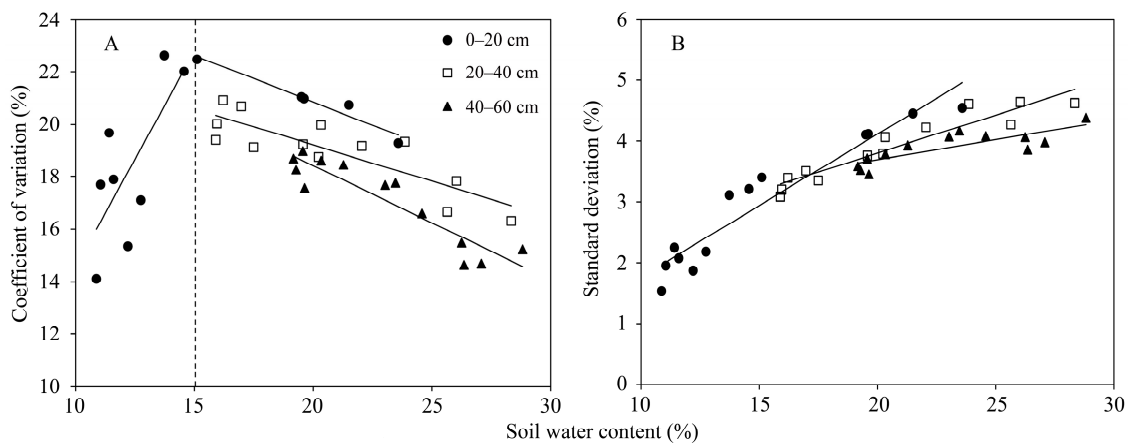 A
0–20 cm
20–40 cm
40–60 cm
Coefficient of variation (%)
24
22
20
18
16
14
12
10
10 15 20 25 30
B
Standard deviation (%)
6
5
4
3
2
1
0
10 15 20 25 30
Soil water content (%)